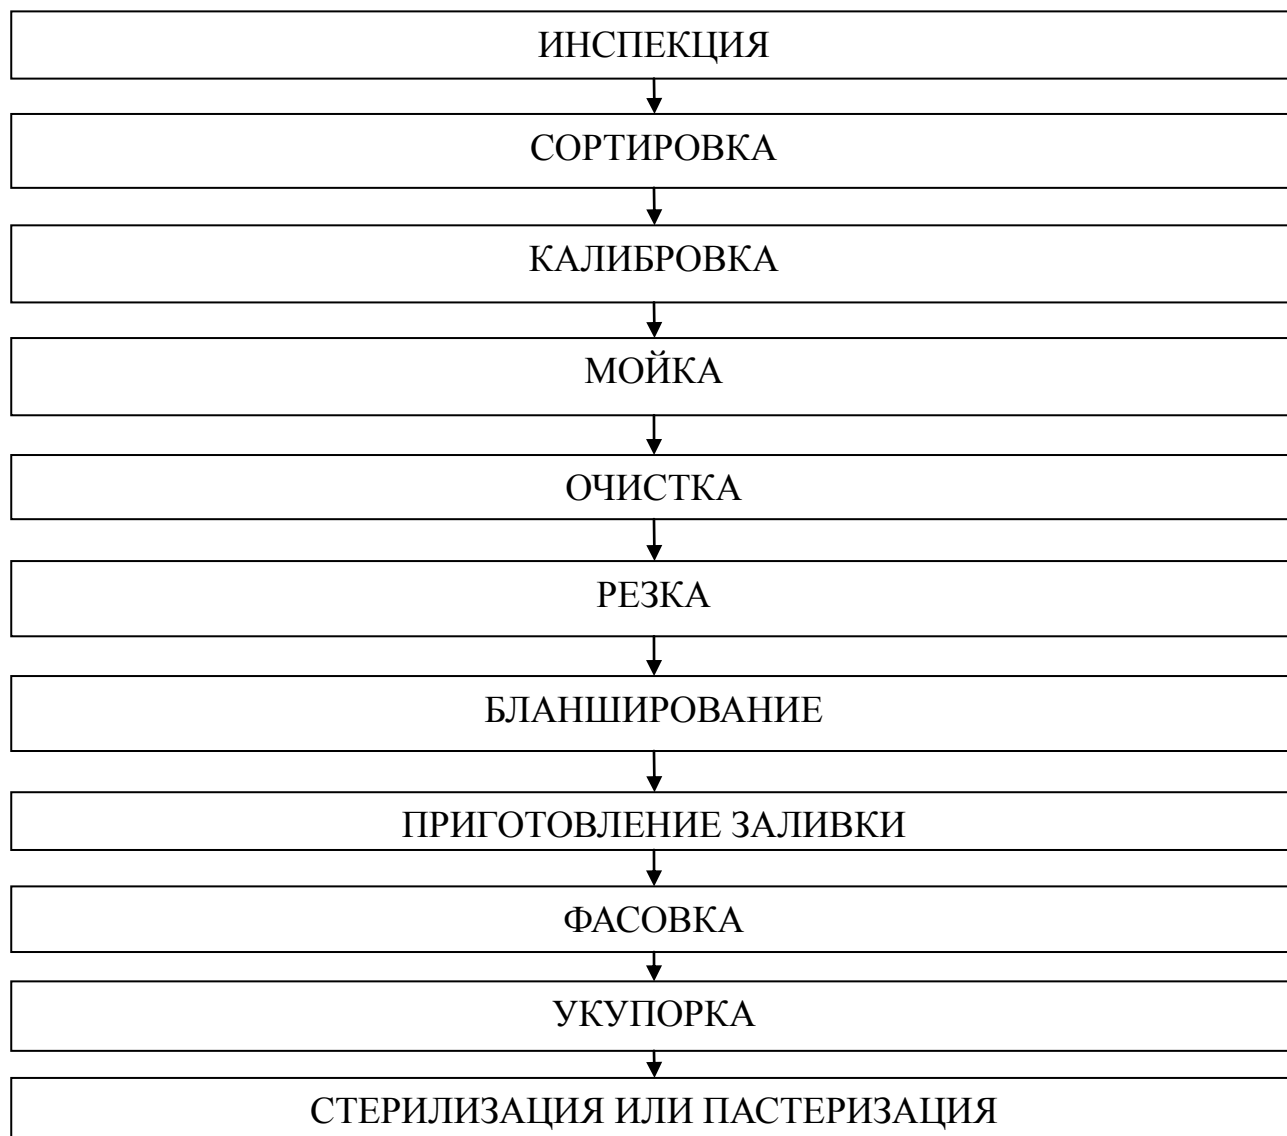 ИНСПЕКЦИЯ
СОРТИРОВКА
КАЛИБРОВКА
МОЙКА
ОЧИСТКА
РЕЗКА
БЛАНШИРОВАНИЕ
ПРИГОТОВЛЕНИЕ ЗАЛИВКИ
ФАСОВКА
УКУПОРКА
СТЕРИЛИЗАЦИЯ ИЛИ ПАСТЕРИЗАЦИЯ